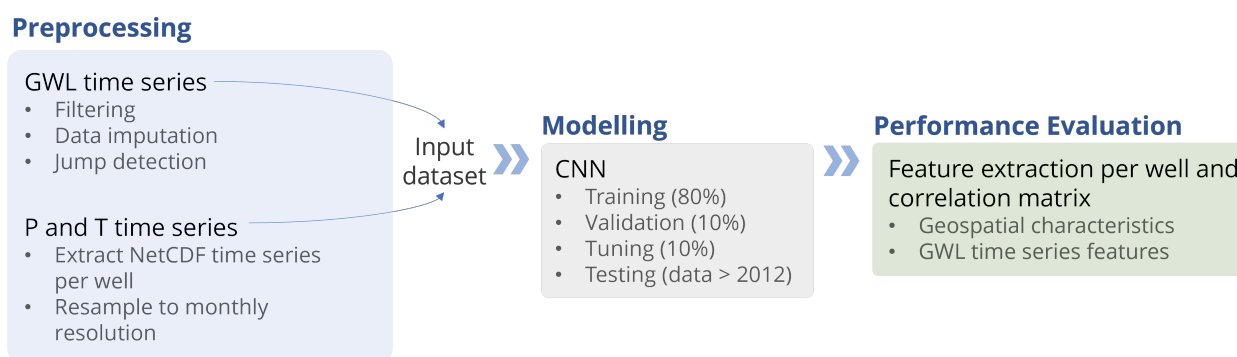 Preprocessing
GWL time series
• Filtering
• Data imputation
• Jump detection
P and T time series
• Extract NetCDF time series
per well
• Resample to monthly
resolution
Input
dataset
Modelling
CNN
• Training (80%)
• Validation (10%)
• Tuning (10%)
• Testing (data > 2012)
Performance Evaluation
Feature extraction per well and
correlation matrix
• Geospatial characteristics
• GWL time series features